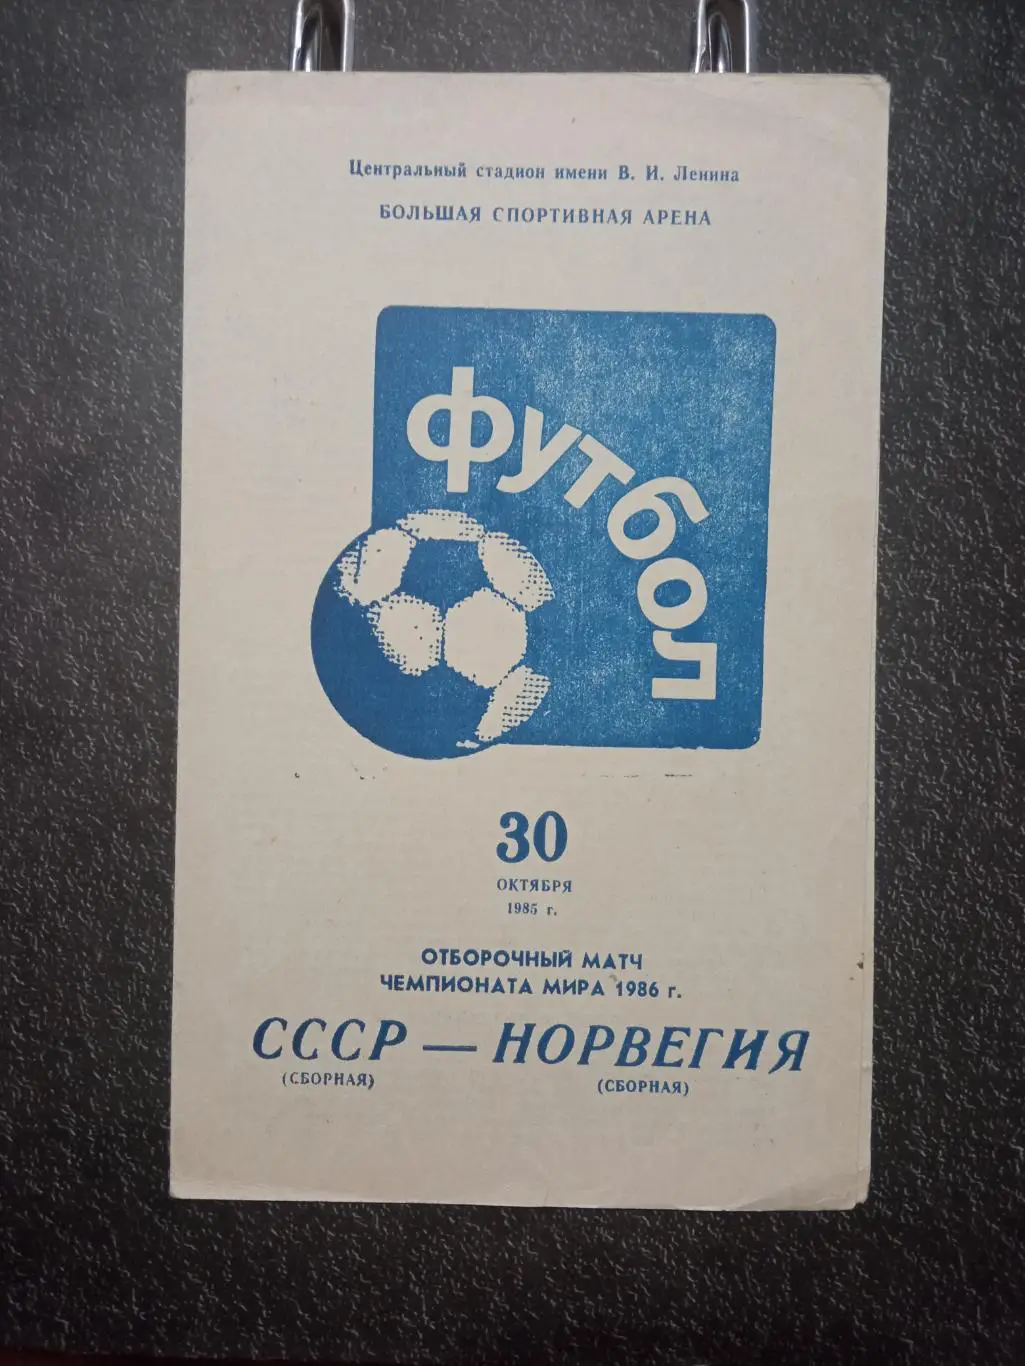 Центральный стадион имени В. И. Ленина
БОЛЬШАЯ СПОРТИВНАЯ АРЕНА
футбол
30
ОКТЯБРЯ
1985 г.
ОТБОРОЧНЫЙ МАТЧ
ЧЕМПИОНАТА МИРА 1986 г.
СССР — НОРВЕГИЯ
(СБОРНАЯ) (СБОРНАЯ)